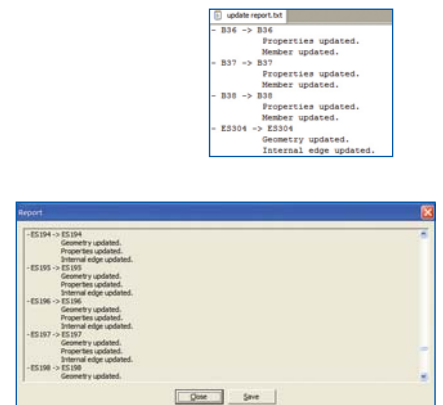 update report.txt
- B36 -> B36
Properties updated.
Member updated.
- B37 -> B37
Properties updated.
Member updated.
- B38 -> B38
Properties updated.
Member updated.
- ES304 -> ES304
Geometry updated.
Internal edge updated.
Report
-ES194 -> ES194
Geometry updated.
Properties updated.
Internal edge updated.
-ES195 -> ES195
Geometry updated.
Properties updated.
Internal edge updated.
-ES196 -> ES196
Geometry updated.
Properties updated.
Internal edge updated.
-ES197 -> ES197
Geometry updated.
Properties updated.
Internal edge updated.
-ES198 -> ES198
Geometry updated.
Close Save